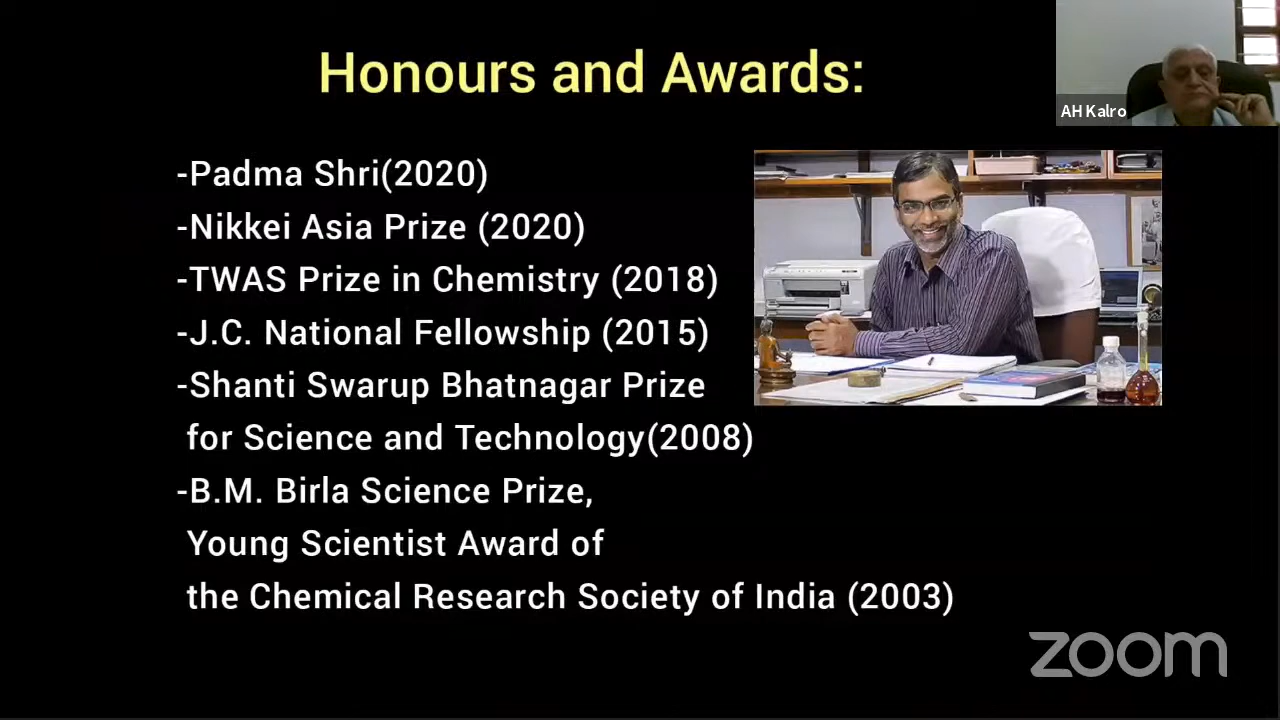 Honours and Awards:
AH Kalro
-Padma Shri(2020)
-Nikkei Asia Prize (2020)
-TWAS Prize in Chemistry (2018)
-J.C. National Fellowship (2015)
-Shanti Swarup Bhatnagar Prize
for Science and Technology(2008)
-B.M. Birla Science Prize,
Young Scientist Award of
the Chemical Research Society of India (2003)
zoom